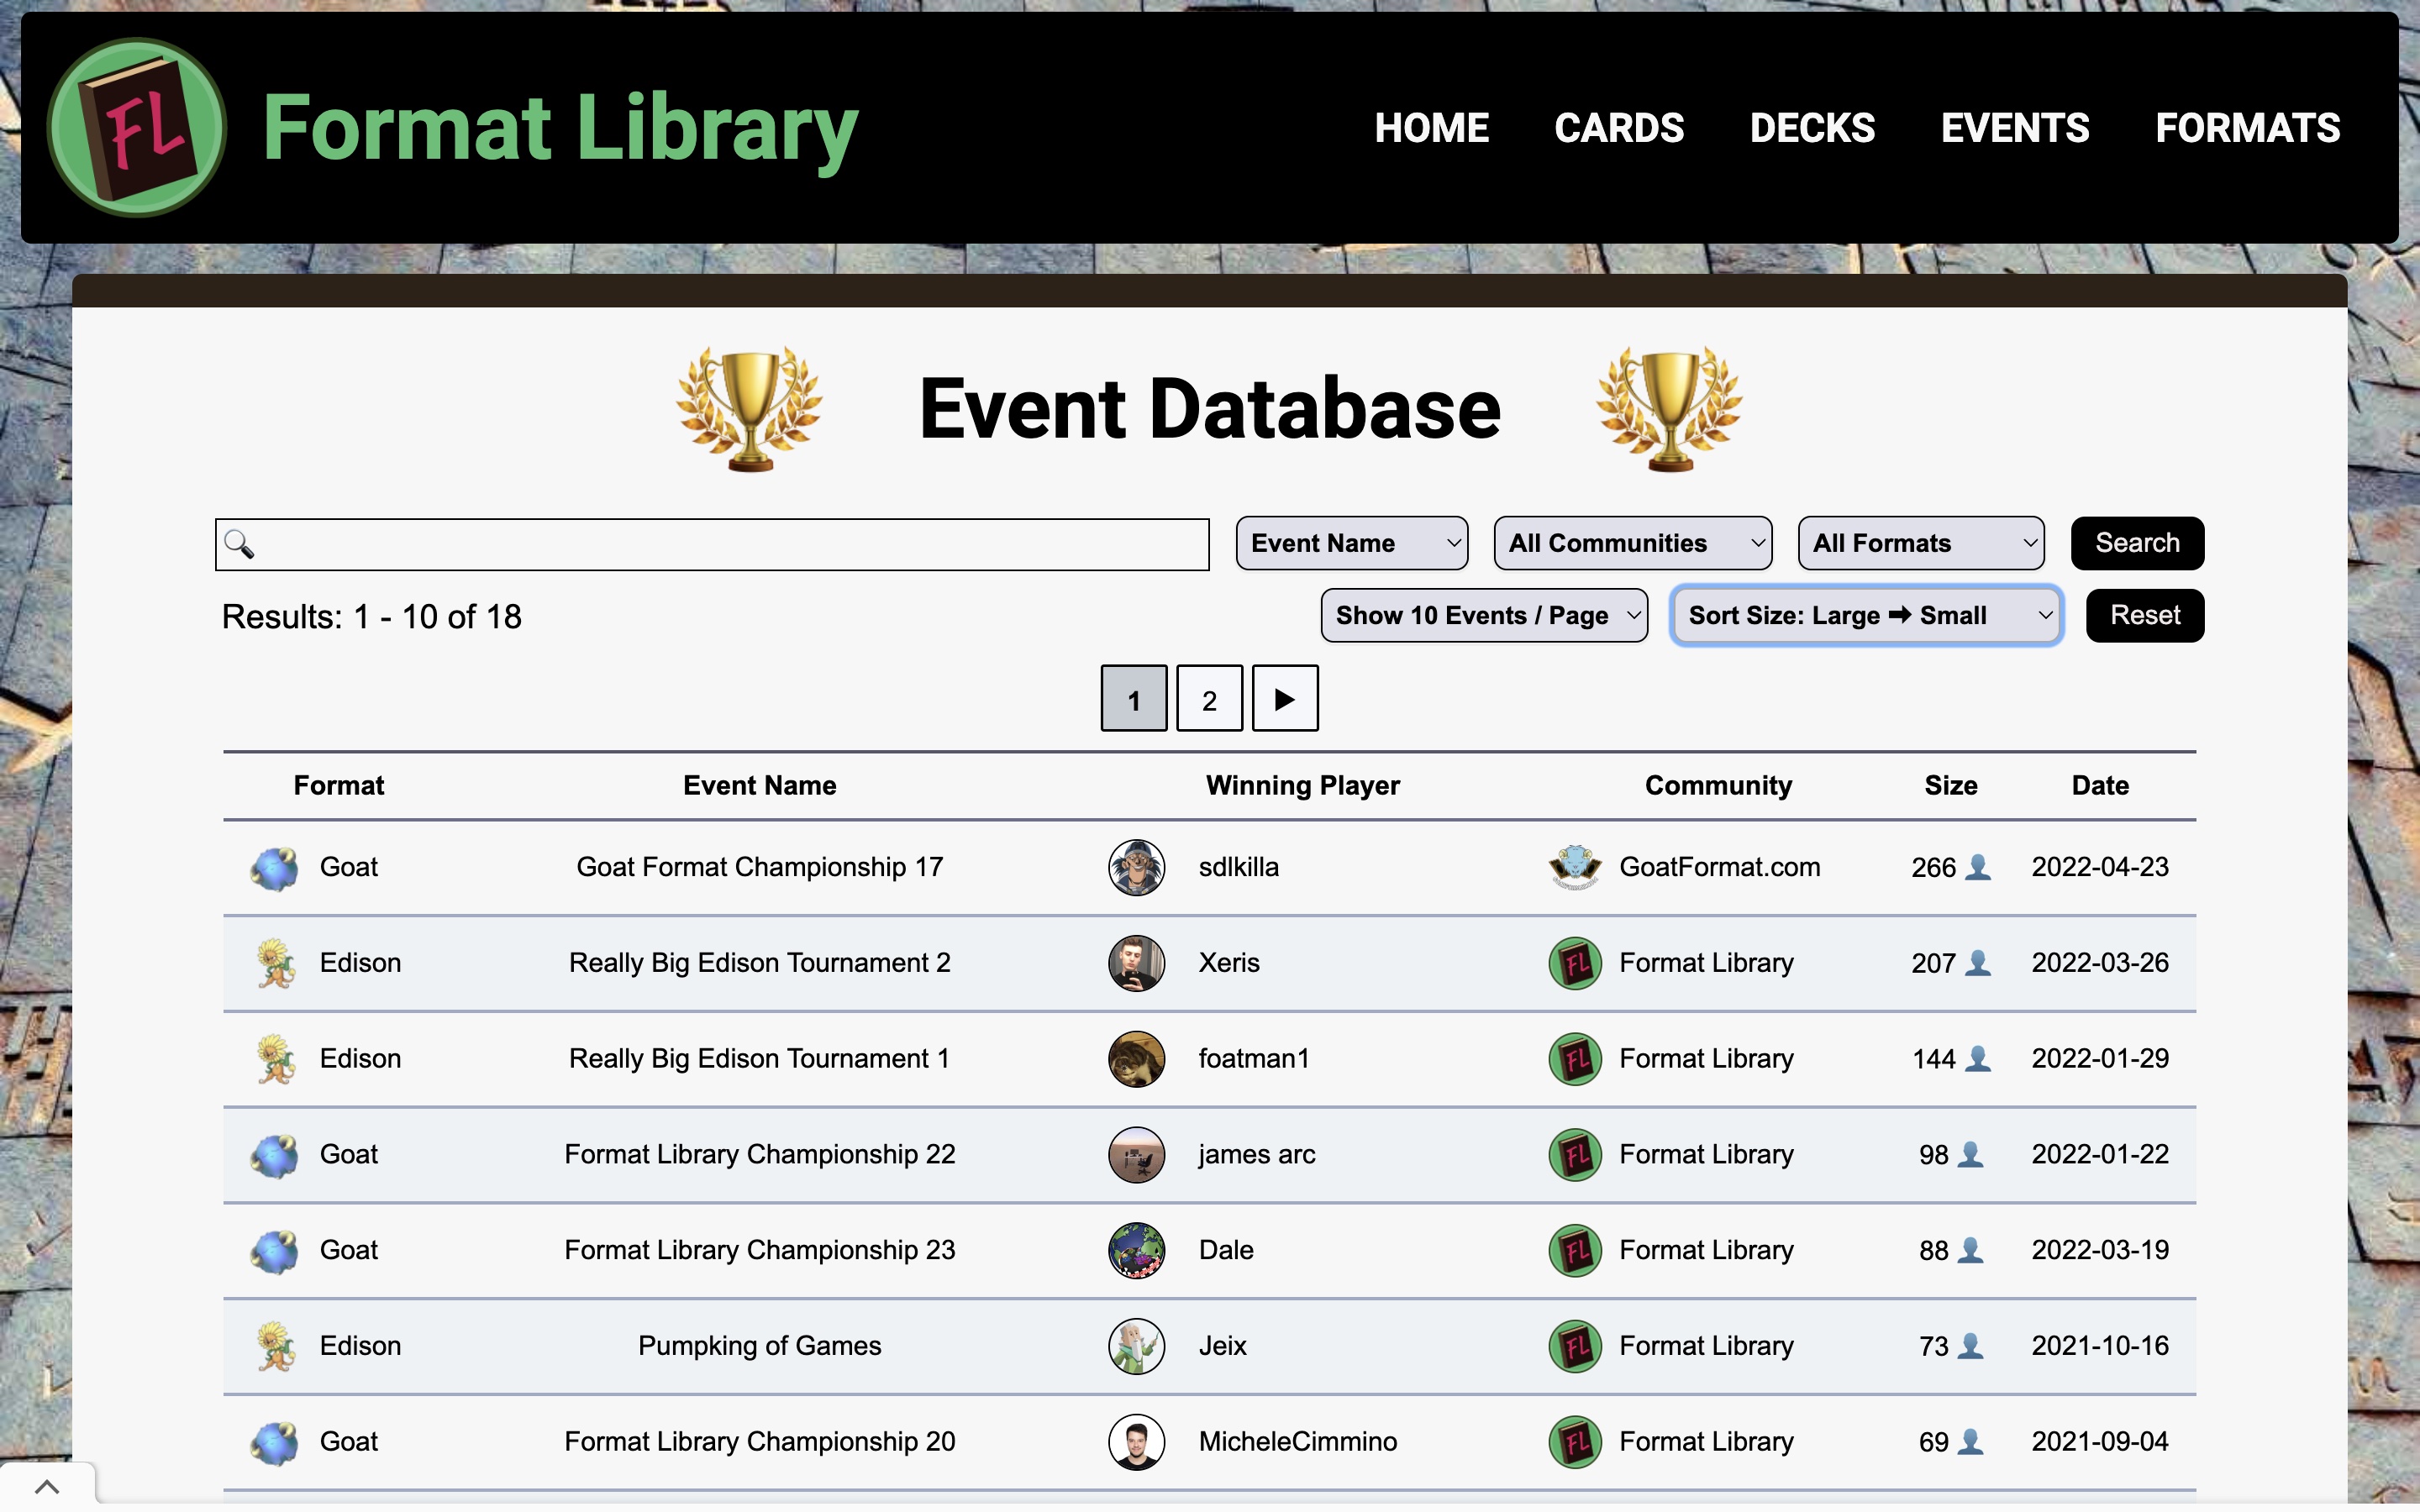 FL
Format Library
HOME CARDS DECKS EVENTS FORMATS
Event Database
Event Name All Communities All Formats Search
Results: 1 - 10 of 18 Show 10 Events / Page Sort Size: Large ➡ Small Reset
1 2 ▶
Format Event Name Winning Player Community Size Date
Goat Goat Format Championship 17 sdlkilla GoatFormat.com 266 2022-04-23
Edison Really Big Edison Tournament 2 Xeris FL Format Library 207 2022-03-26
Edison Really Big Edison Tournament 1 foatman1 FL Format Library 144 2022-01-29
Goat Format Library Championship 22 james arc FL Format Library 98 2022-01-22
Goat Format Library Championship 23 Dale FL Format Library 88 2022-03-19
Edison Pumpking of Games Jeix FL Format Library 73 2021-10-16
Goat Format Library Championship 20 MicheleCimmino FL Format Library 69 2021-09-04